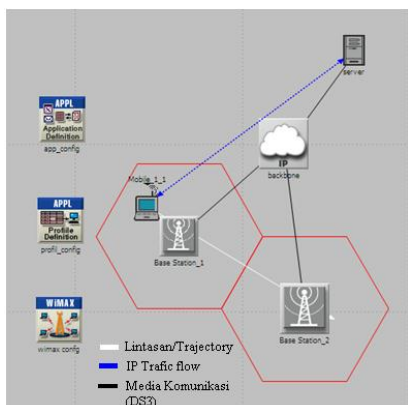 server
APPL
Application
Definition
app_config
IP
backbone
Mobile_1_1
APPL
Profile
Definition
profil_config
Base Station_1
WiMAX
wimax config
Base Station_2
Lintasan/Trajectory
IP Trafic flow
Media Komunikasi
(DS3)